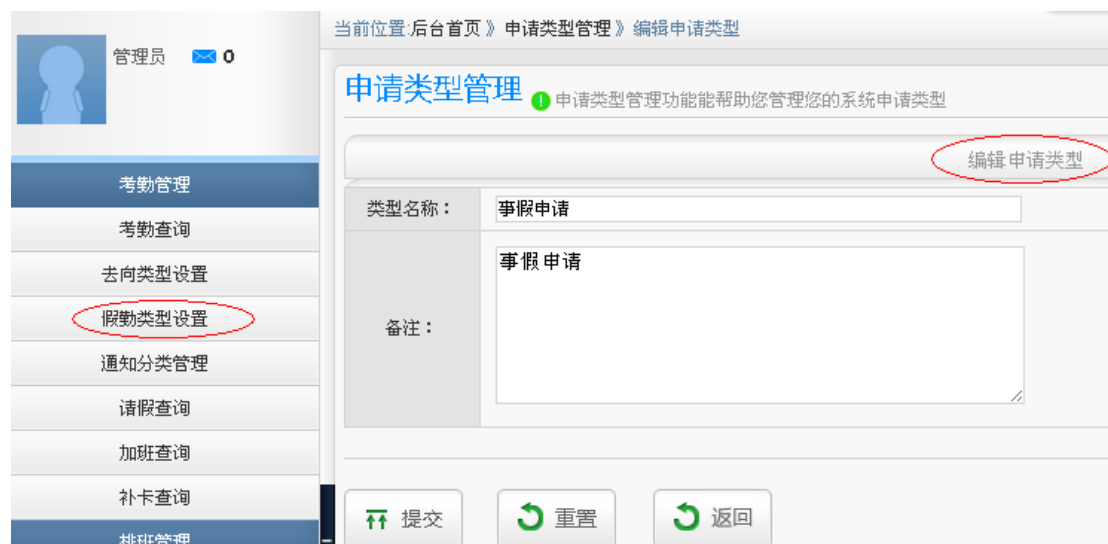 管理员 0
考勤管理
考勤查询
去向类型设置
假勤类型设置
通知分类管理
请假查询
加班查询
补卡查询
排班管理
当前位置:后台首页 》 申请类型管理 》 编辑申请类型
申请类型管理 申请类型管理功能能帮助您管理您的系统申请类型
编辑申请类型
类型名称： 事假申请
备注： 事假申请
提交 重置 返回